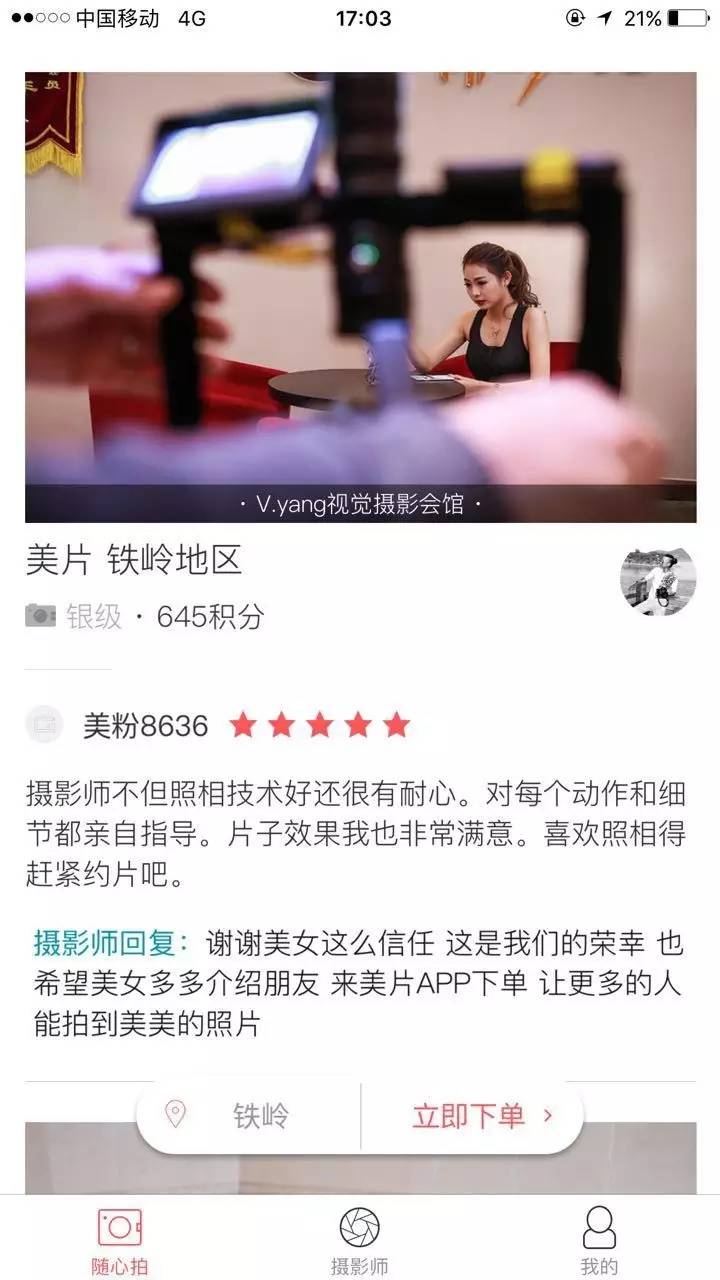 中国移动 4G 17:03 21%
· V.yang视觉摄影会馆 ·
美片 铁岭地区
银级 · 645积分
美粉8636
摄影师不但照相技术好还很有耐心。对每个动作和细
节都亲自指导。片子效果我也非常满意。喜欢照相得
赶紧约片吧。
摄影师回复：谢谢美女这么信任 这是我们的荣幸 也
希望美女多多介绍朋友 来美片APP下单 让更多的人
能拍到美美的照片
铁岭 立即下单 ›
随心拍 摄影师 我的